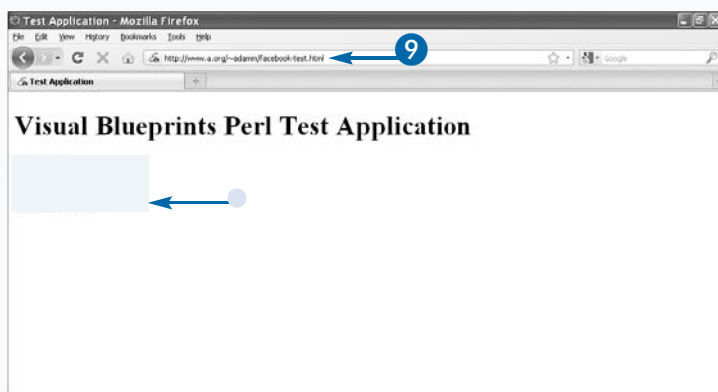 Test Application - Mozilla Firefox
File Edit View History Bookmarks Tools Help
http://www.a.org/~adamm/facebook-test.html
9
Google
Test Application
Visual Blueprints Perl Test Application